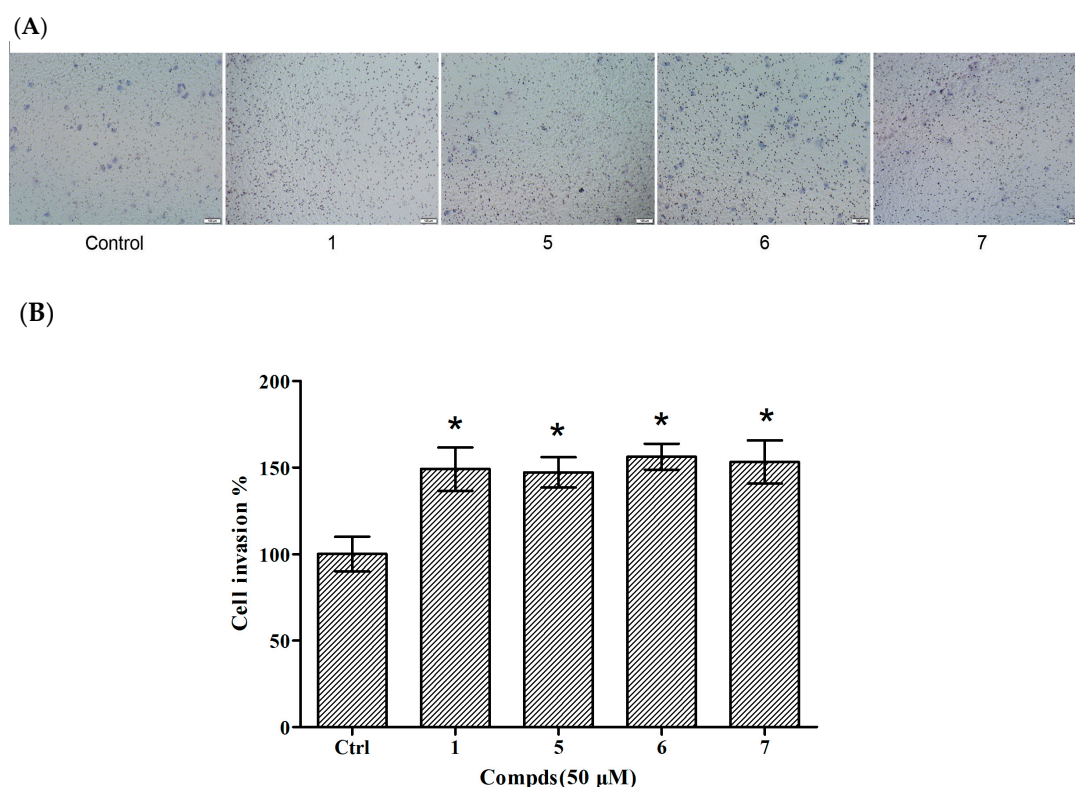 (A)
Control 1 5 6 7
(B)
200
150
100
50
0
Cell invasion %
* * * *
Ctrl 1 5 6 7
Compds(50 μM)